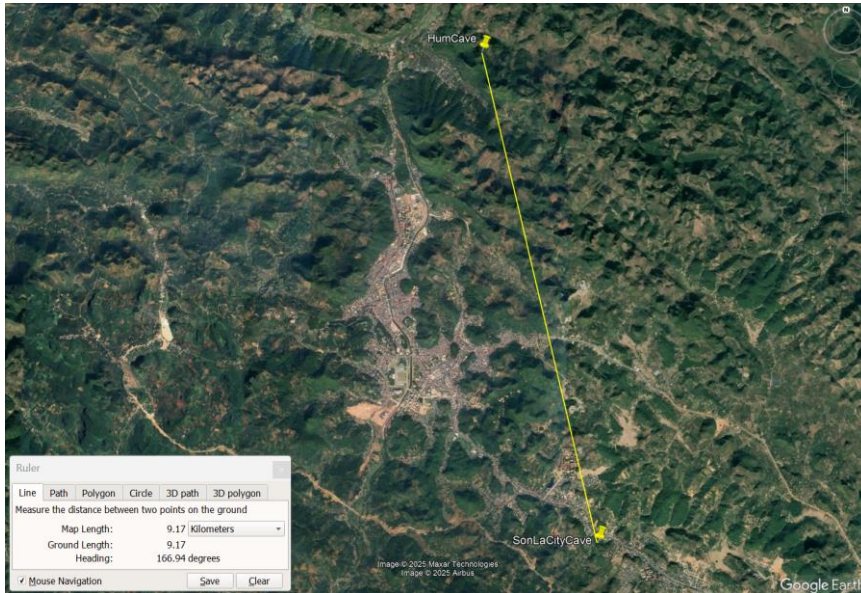 N
HumCave
SonLaCityCave
Ruler
Line Path Polygon Circle 3D path 3D polygon
Measure the distance between two points on the ground
Map Length: 9.17 Kilometers
Ground Length: 9.17
Heading: 166.94 degrees
Mouse Navigation Save Clear
Image © 2025 Maxar Technologies
Image © 2025 Airbus
Google Earth